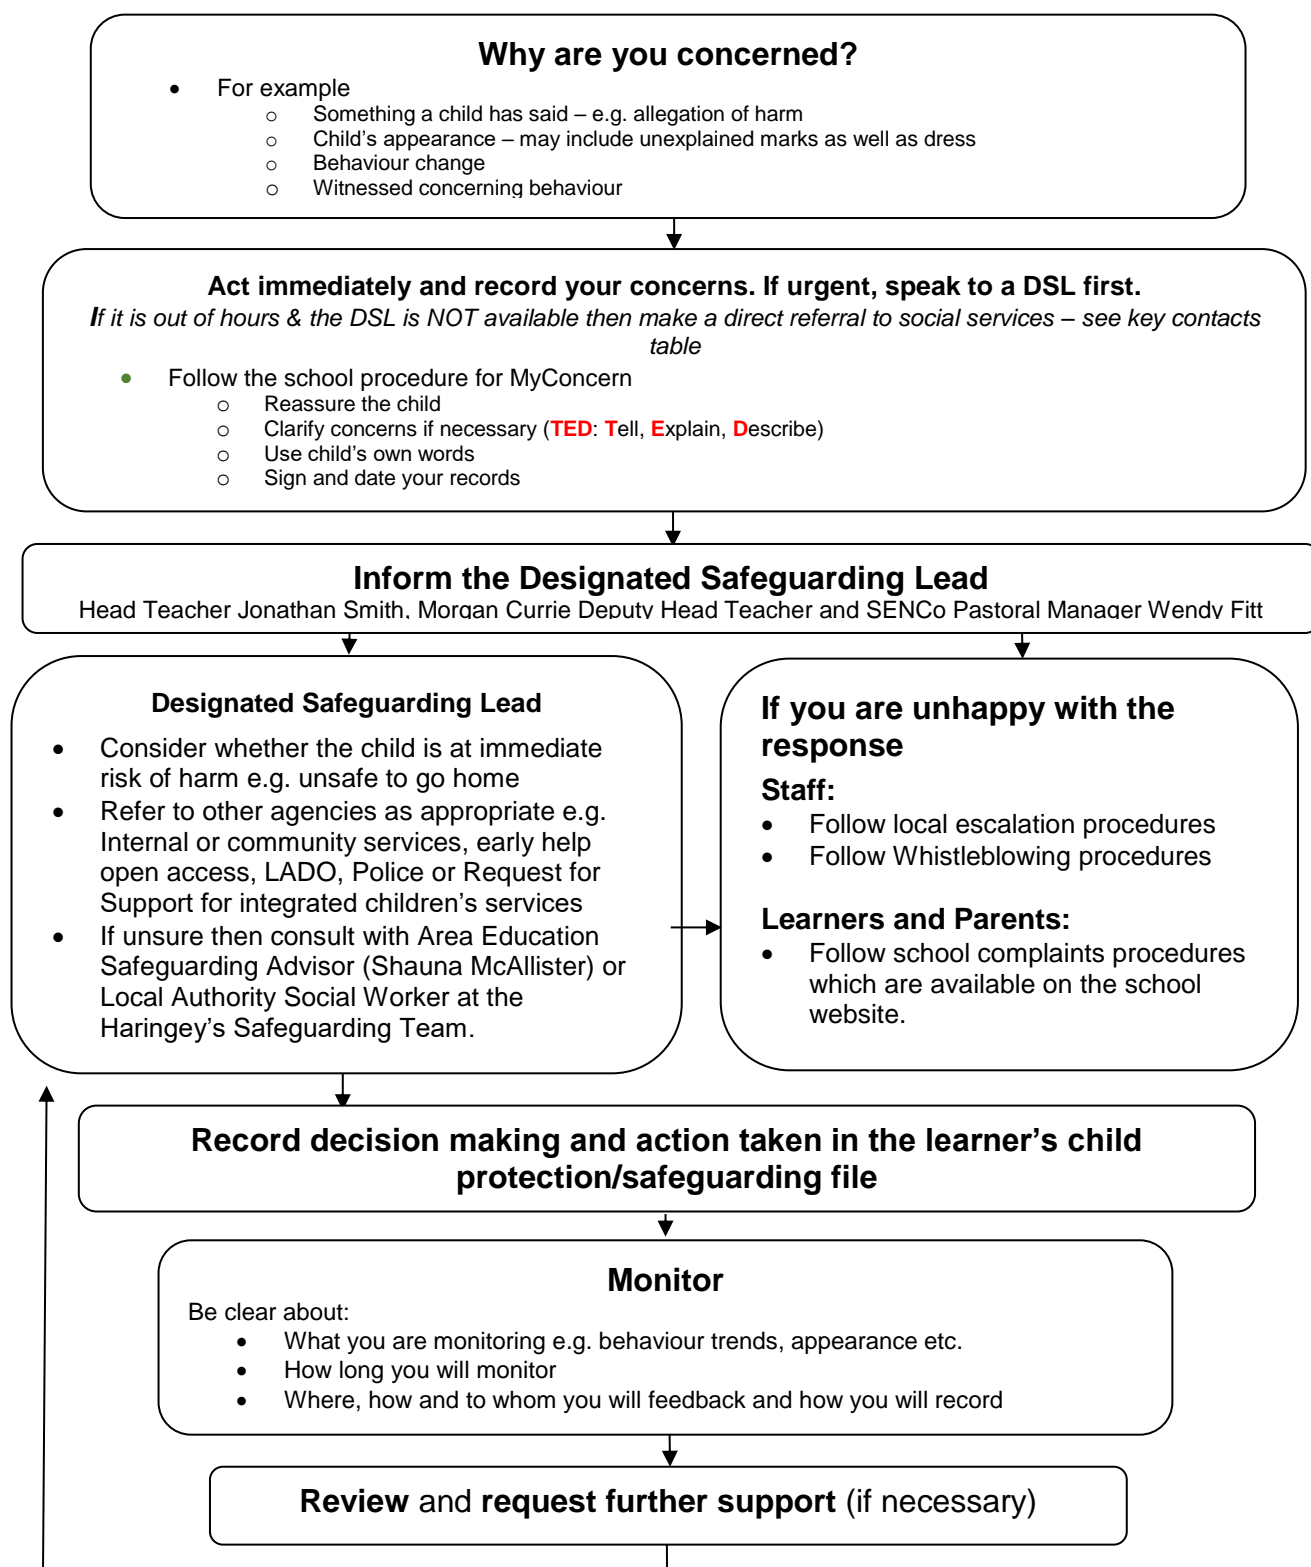 Why are you concerned?
• For example
o Something a child has said – e.g. allegation of harm
o Child's appearance – may include unexplained marks as well as dress
o Behaviour change
o Witnessed concerning behaviour
Act immediately and record your concerns. If urgent, speak to a DSL first.
If it is out of hours & the DSL is NOT available then make a direct referral to social services – see key contacts
table
• Follow the school procedure for MyConcern
o Reassure the child
o Clarify concerns if necessary (TED: Tell, Explain, Describe)
o Use child's own words
o Sign and date your records
Inform the Designated Safeguarding Lead
Head Teacher Jonathan Smith, Morgan Currie Deputy Head Teacher and SENCo Pastoral Manager Wendy Fitt
Designated Safeguarding Lead
• Consider whether the child is at immediate
risk of harm e.g. unsafe to go home
• Refer to other agencies as appropriate e.g.
Internal or community services, early help
open access, LADO, Police or Request for
Support for integrated children's services
• If unsure then consult with Area Education
Safeguarding Advisor (Shauna McAllister) or
Local Authority Social Worker at the
Haringey's Safeguarding Team.
If you are unhappy with the
response
Staff:
• Follow local escalation procedures
• Follow Whistleblowing procedures
Learners and Parents:
• Follow school complaints procedures
which are available on the school
website.
Record decision making and action taken in the learner's child
protection/safeguarding file
Monitor
Be clear about:
• What you are monitoring e.g. behaviour trends, appearance etc.
• How long you will monitor
• Where, how and to whom you will feedback and how you will record
Review and request further support (if necessary)